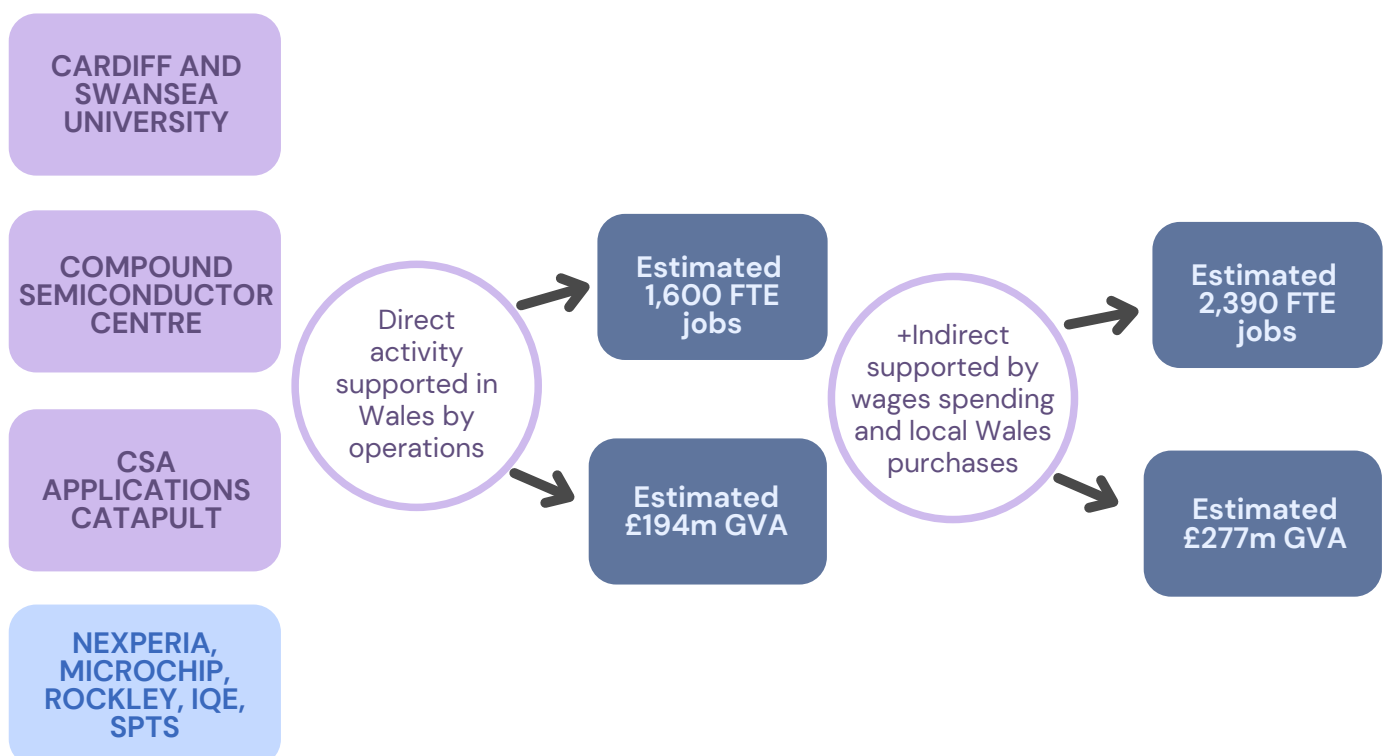 CARDIFF AND
SWANSEA
UNIVERSITY
COMPOUND
SEMICONDUCTOR
CENTRE
CSA
APPLICATIONS
CATAPULT
NEXPERIA,
MICROCHIP,
ROCKLEY, IQE,
SPTS
Direct
activity
supported in
Wales by
operations
Estimated
1,600 FTE
jobs
Estimated
£194m GVA
+Indirect
supported by
wages spending
and local Wales
purchases
Estimated
2,390 FTE
jobs
Estimated
£277m GVA